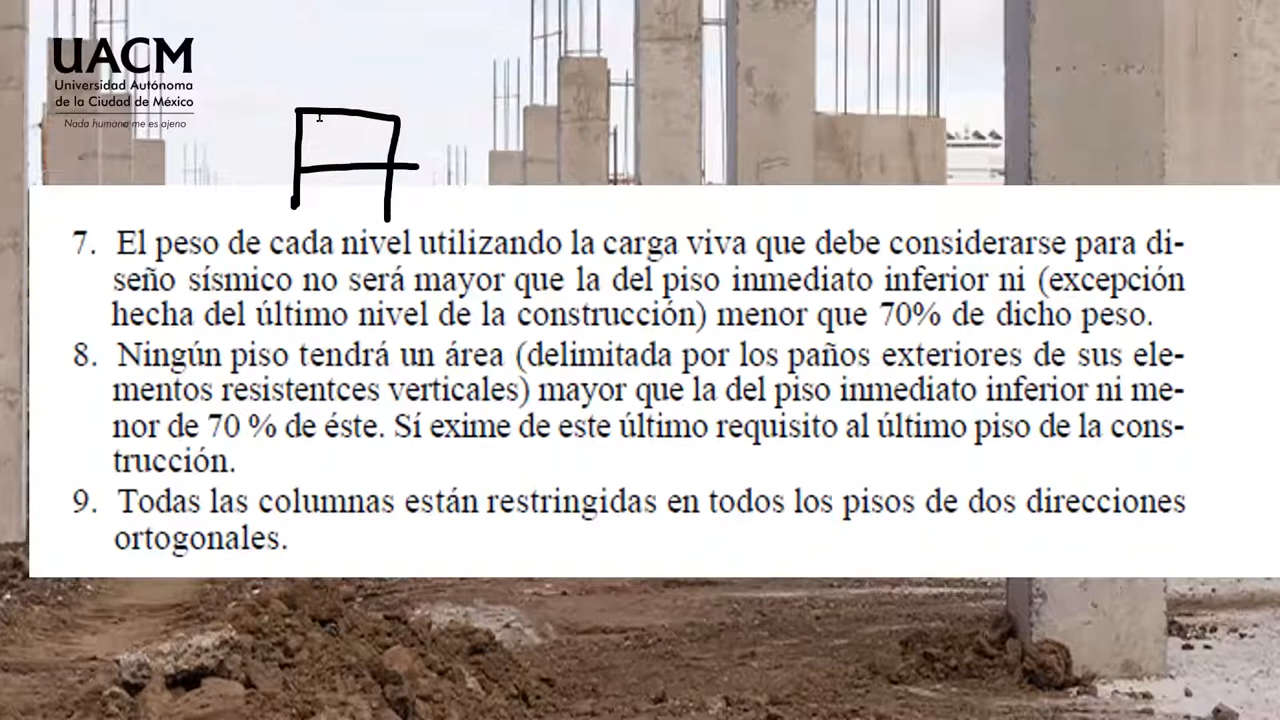 UACM
Universidad Autónoma
de la Ciudad de México
Nada humano me es ajeno
7. El peso de cada nivel utilizando la carga viva que debe considerarse para di-
seño sísmico no será mayor que la del piso inmediato inferior ni (excepción
hecha del último nivel de la construcción) menor que 70% de dicho peso.
8. Ningún piso tendrá un área (delimitada por los paños exteriores de sus ele-
mentos resistentces verticales) mayor que la del piso inmediato inferior ni me-
nor de 70 % de éste. Sí exime de este último requisito al último piso de la cons-
trucción.
9. Todas las columnas están restringidas en todos los pisos de dos direcciones
ortogonales.